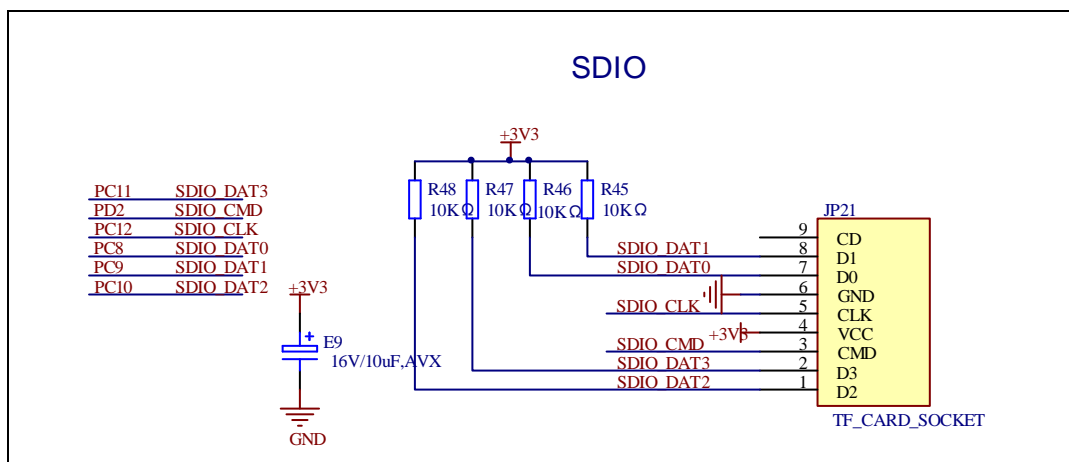 SDIO
+3V3
R48 R47 R46 R45
10KΩ 10KΩ 10KΩ 10KΩ
PC11 SDIO_DAT3
PD2 SDIO_CMD
PC12 SDIO_CLK
PC8 SDIO_DAT0
PC9 SDIO_DAT1
PC10 SDIO_DAT2
+3V3
E9
16V/10uF,AVX
GND
JP21
9 CD
SDIO_DAT1 8 D1
SDIO_DAT0 7 D0
6 GND
SDIO_CLK 5 CLK
+3V3 4 VCC
SDIO_CMD 3 CMD
SDIO_DAT3 2 D3
SDIO_DAT2 1 D2
TF_CARD_SOCKET